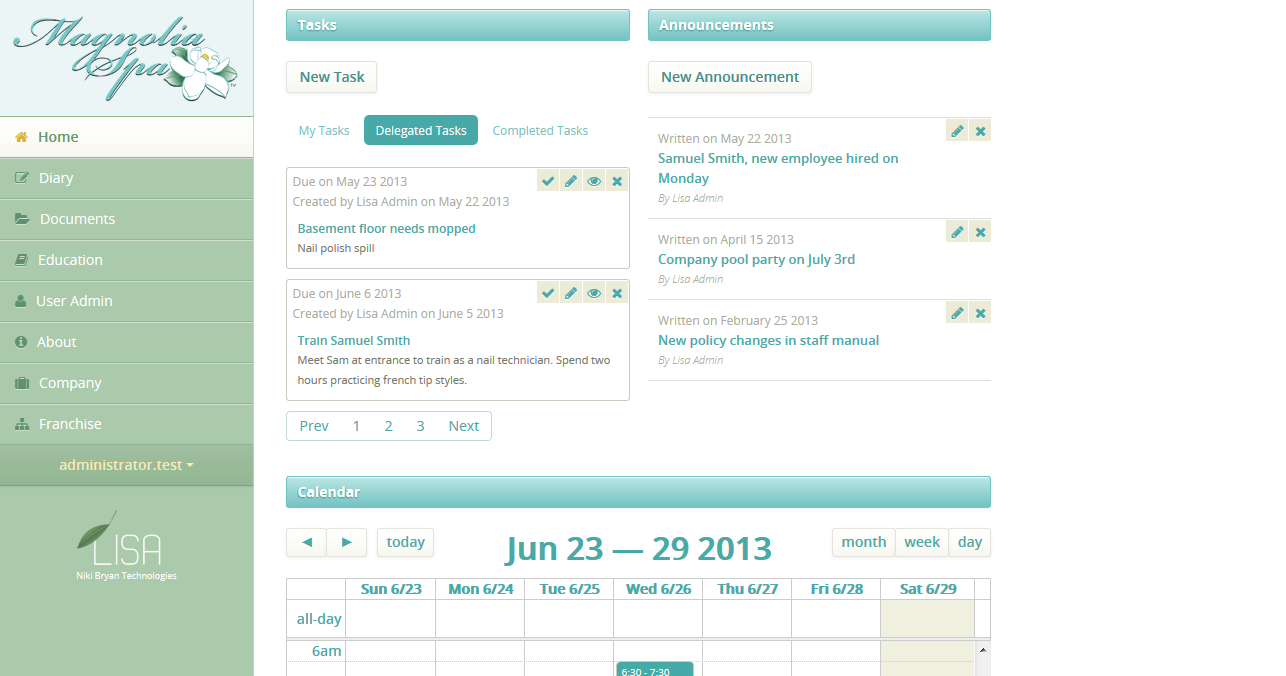 Magnolia
Spa
™
Home
Diary
Documents
Education
User Admin
About
Company
Franchise
administrator.test
LISA
Niki Bryan Technologies
Tasks
New Task
My Tasks
Delegated Tasks
Completed Tasks
Due on May 23 2013
Created by Lisa Admin on May 22 2013
Basement floor needs mopped
Nail polish spill
Due on June 6 2013
Created by Lisa Admin on June 5 2013
Train Samuel Smith
Meet Sam at entrance to train as a nail technician. Spend two
hours practicing french tip styles.
Prev 1 2 3 Next
Announcements
New Announcement
Written on May 22 2013
Samuel Smith, new employee hired on
Monday
By Lisa Admin
Written on April 15 2013
Company pool party on July 3rd
By Lisa Admin
Written on February 25 2013
New policy changes in staff manual
By Lisa Admin
Calendar
today
Jun 23 — 29 2013
month week day
Sun 6/23 Mon 6/24 Tue 6/25 Wed 6/26 Thu 6/27 Fri 6/28 Sat 6/29
all-day
6am
6:30 - 7:30